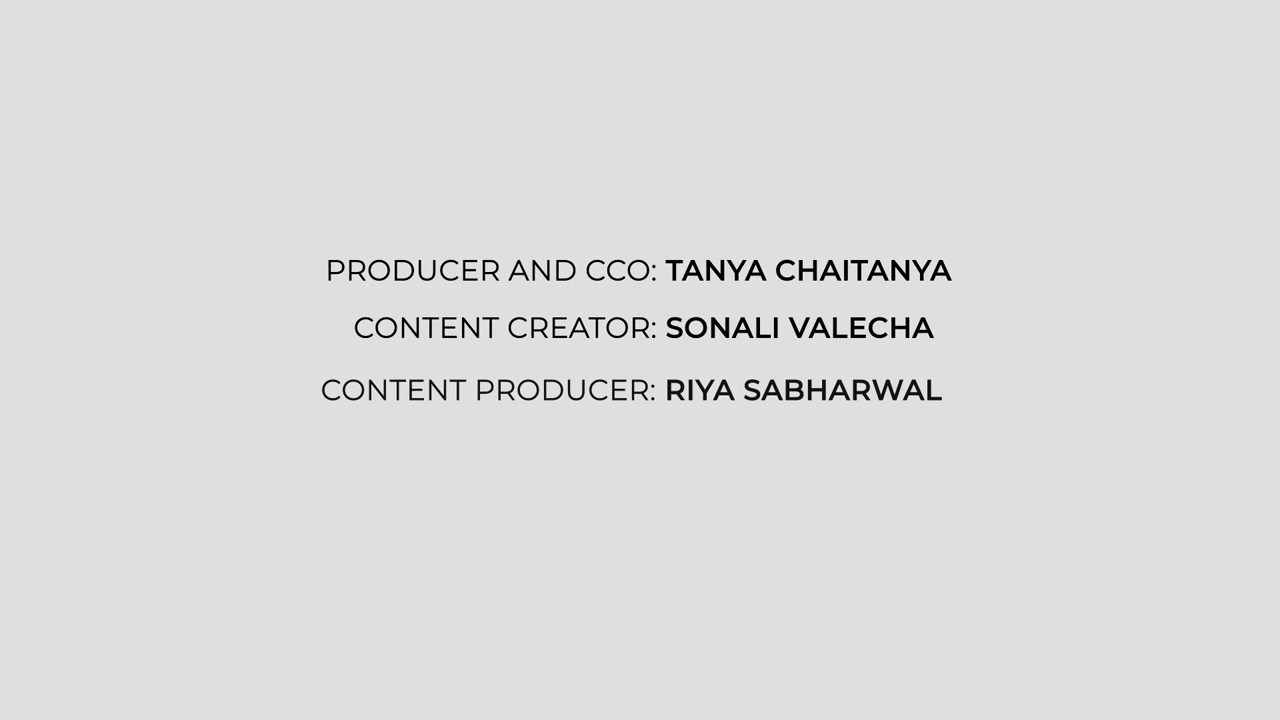 PRODUCER AND CCO: TANYA CHAITANYA
CONTENT CREATOR: SONALI VALECHA
CONTENT PRODUCER: RIYA SABHARWAL